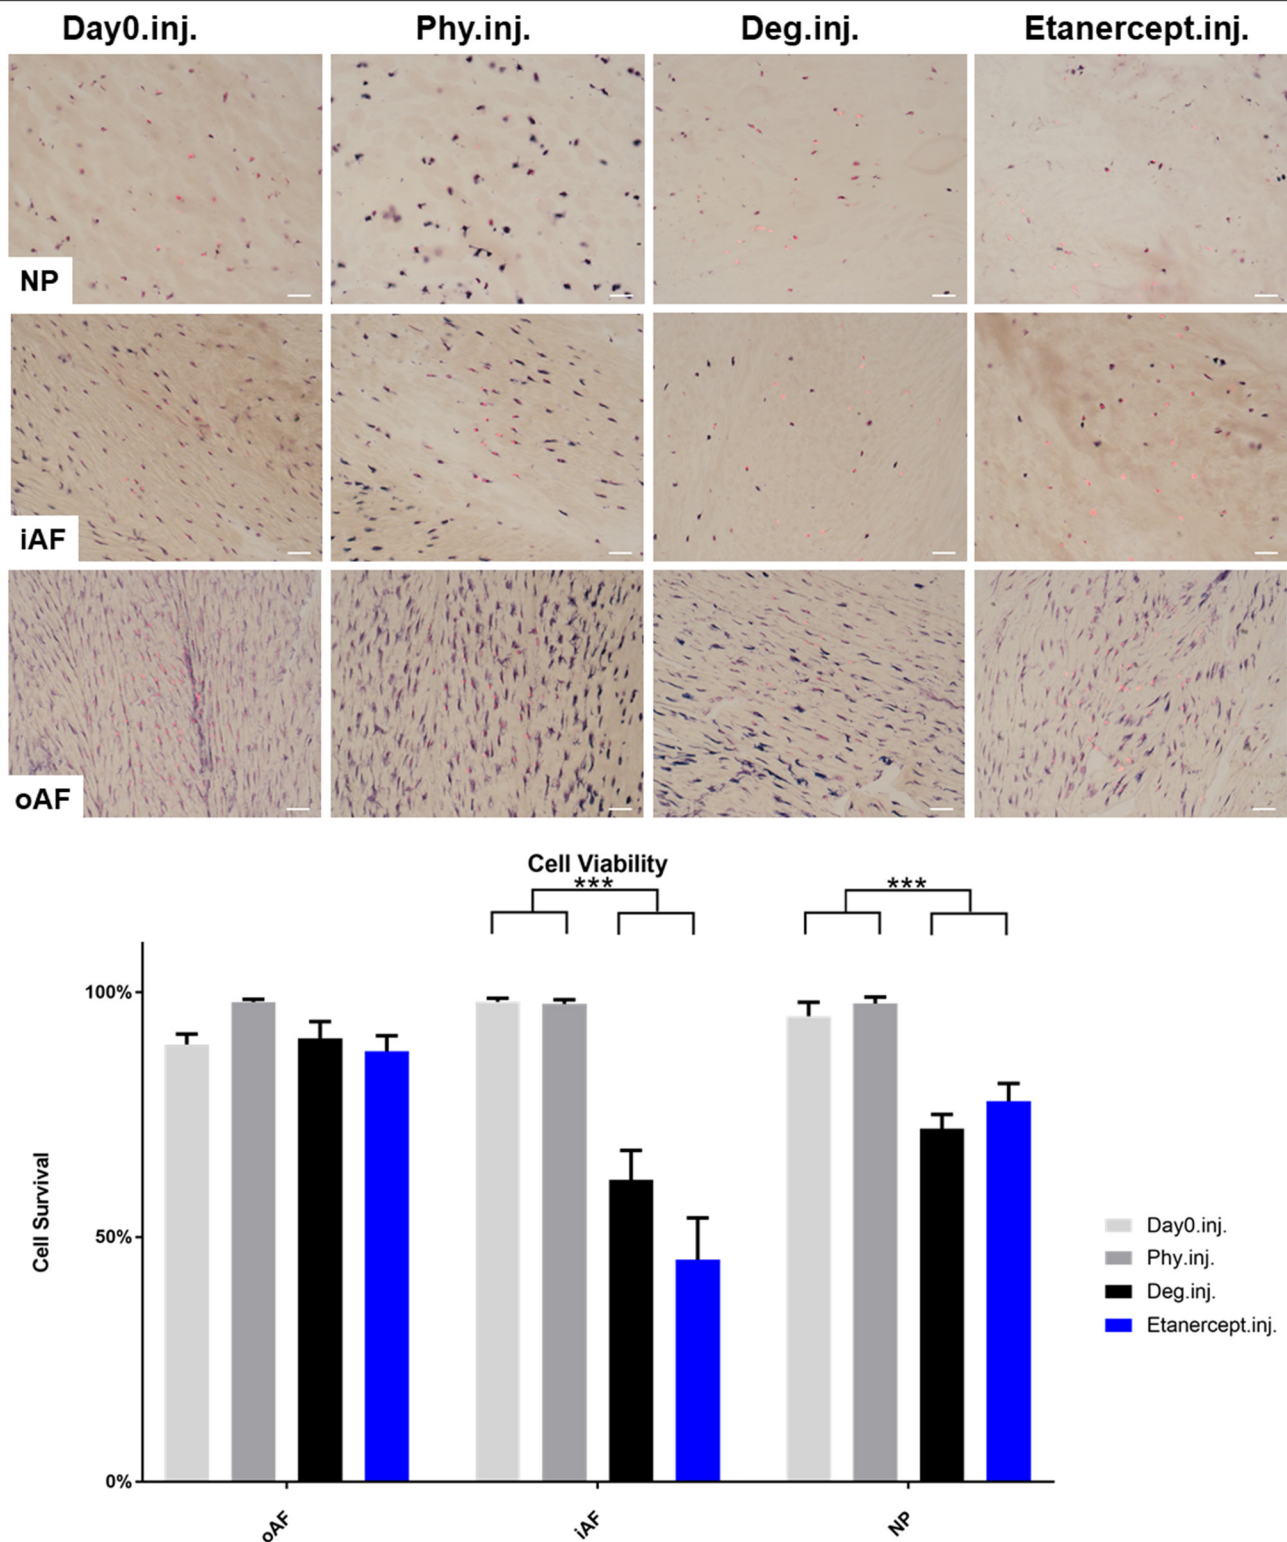 Day0.inj. Phy.inj. Deg.inj. Etanercept.inj.
NP
iAF
oAF
Cell Viability
*** ***
100%
50%
0%
Cell Survival
oAF iAF NP
Day0.inj.
Phy.inj.
Deg.inj.
Etanercept.inj.